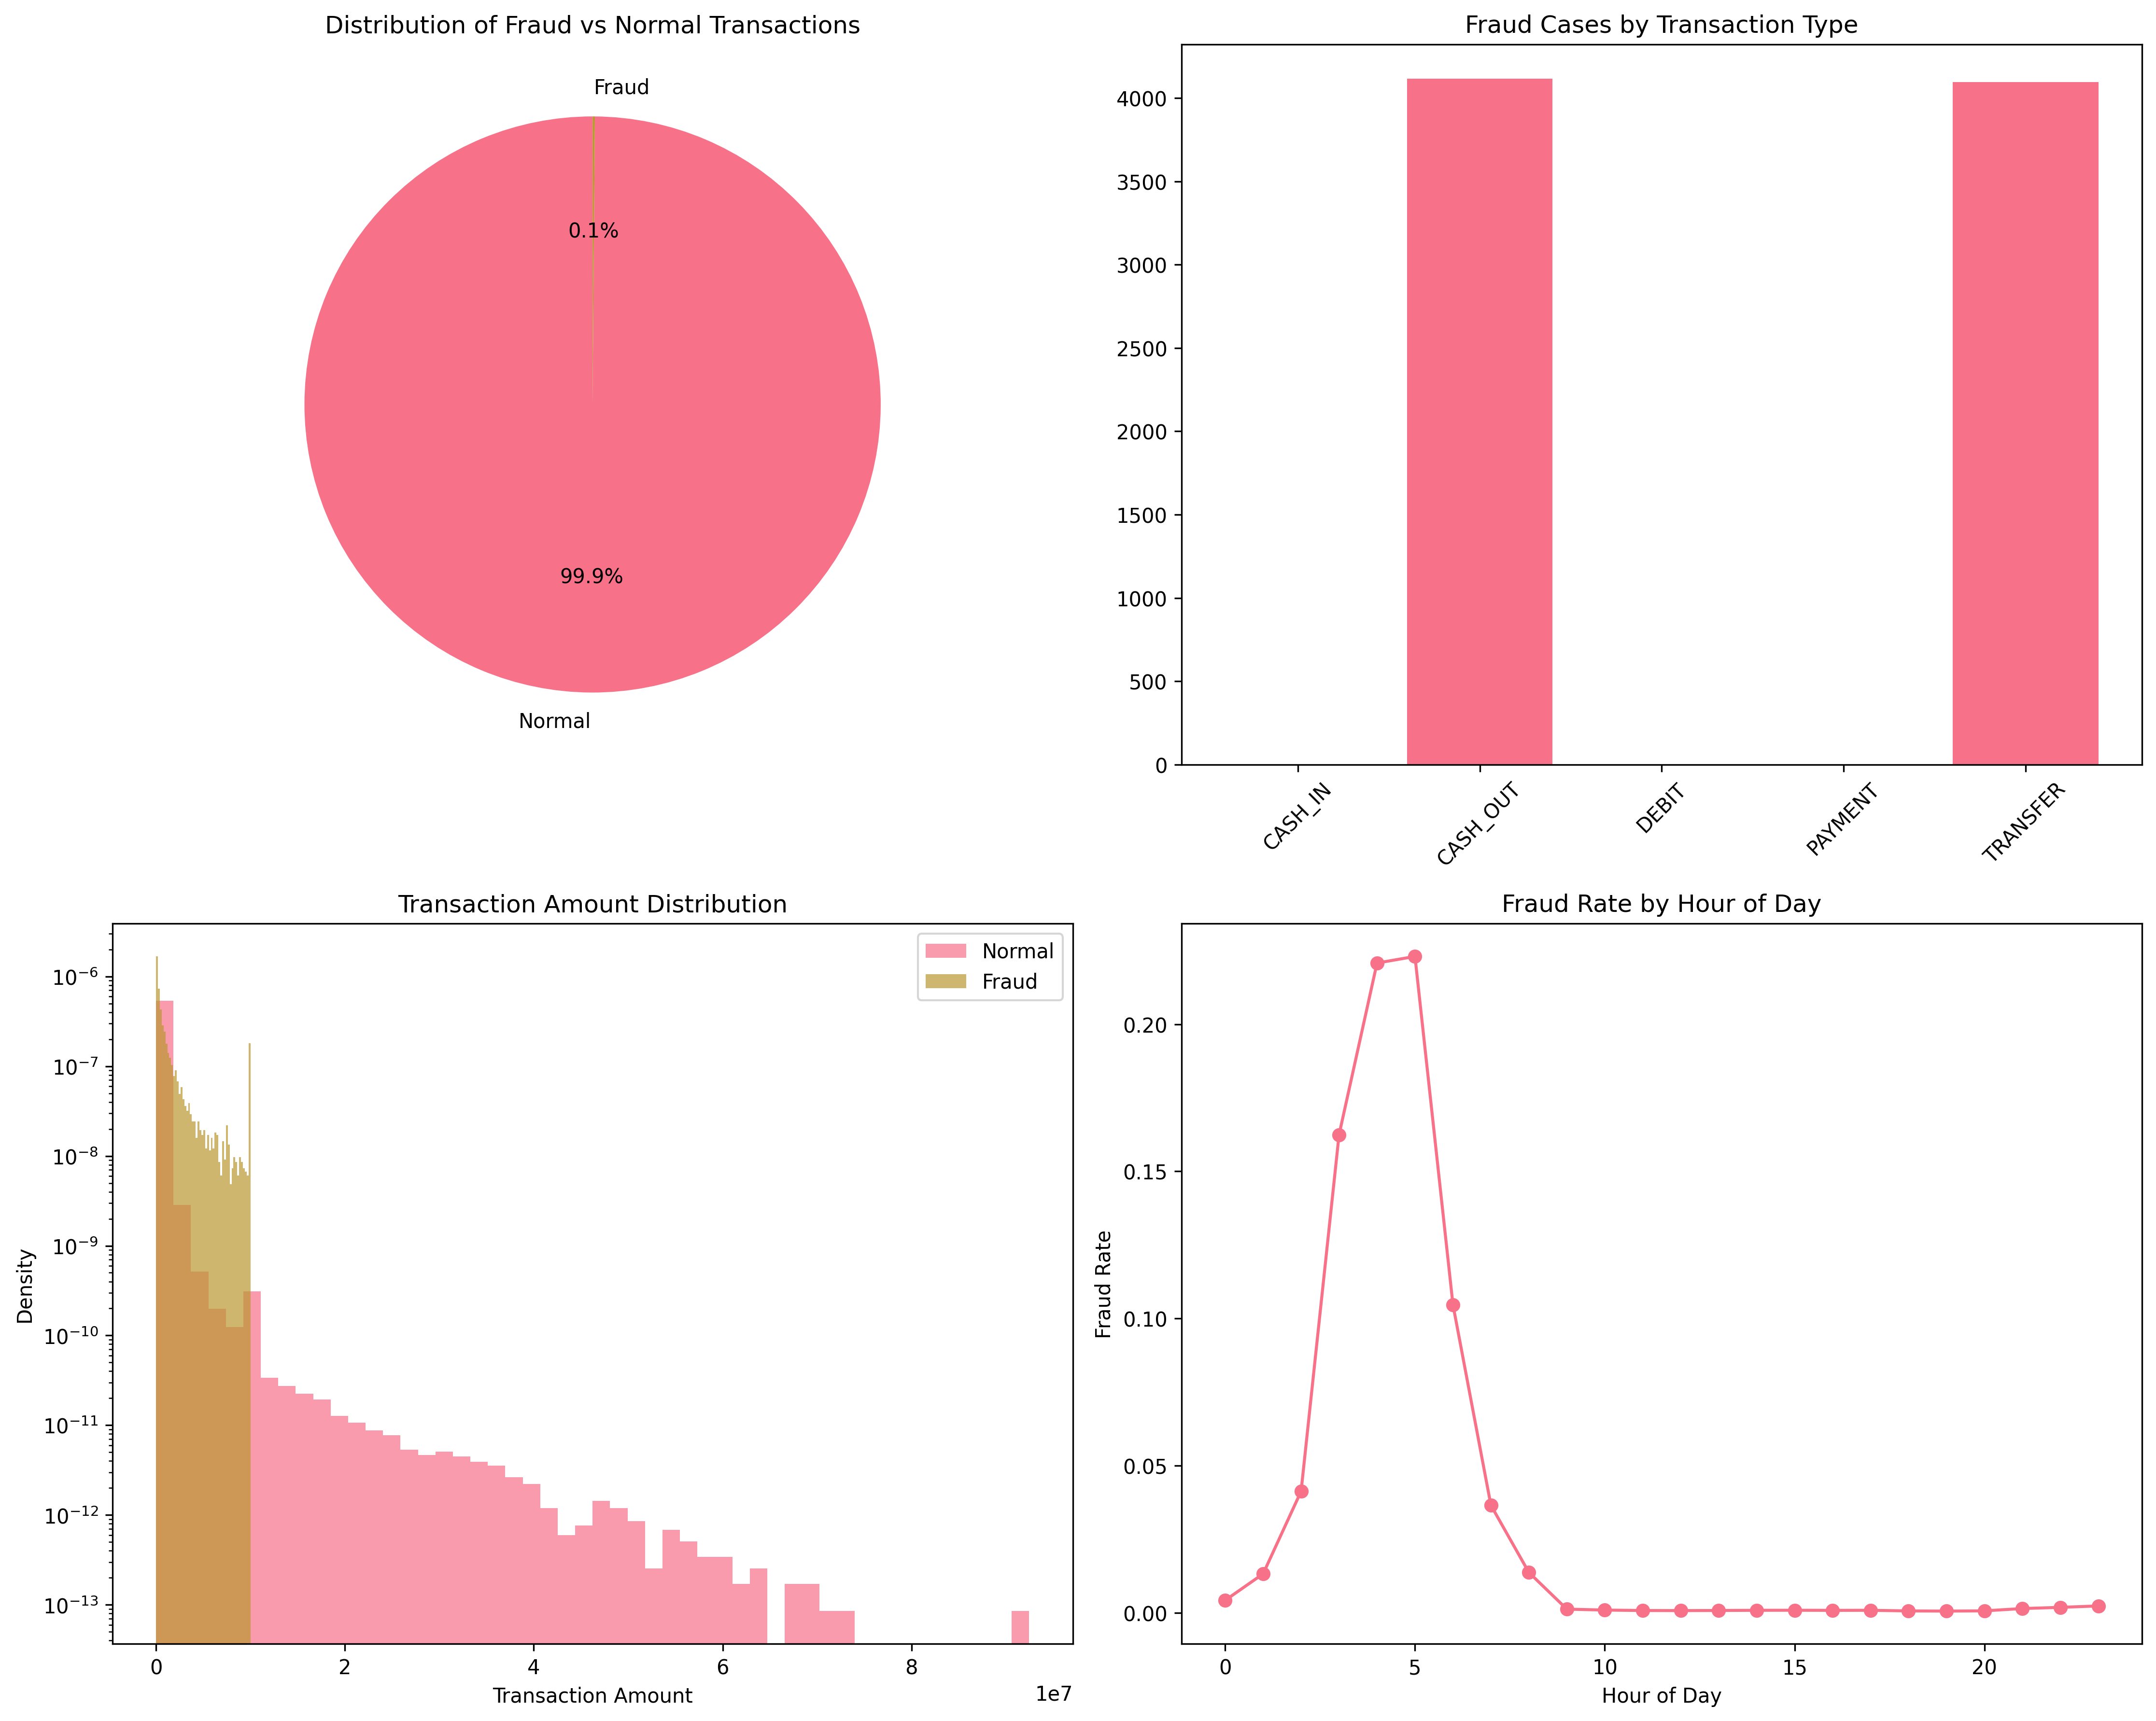 Distribution of Fraud vs Normal Transactions
Fraud
0.1%
99.9%
Normal
Fraud Cases by Transaction Type
4000
3500
3000
2500
2000
1500
1000
500
0
CASH_IN
CASH_OUT
DEBIT
PAYMENT
TRANSFER
Transaction Amount Distribution
Normal
Fraud
Density
10⁻⁶
10⁻⁷
10⁻⁸
10⁻⁹
10⁻¹⁰
10⁻¹¹
10⁻¹²
10⁻¹³
0 2 4 6 8
1e7
Transaction Amount
Fraud Rate by Hour of Day
Fraud Rate
0.20
0.15
0.10
0.05
0.00
0 5 10 15 20
Hour of Day